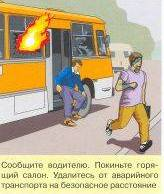 Сообщите водителю. Покиньте горя-
щий салон. Удалитесь от аварийного
транспорта на безопасное расстояние